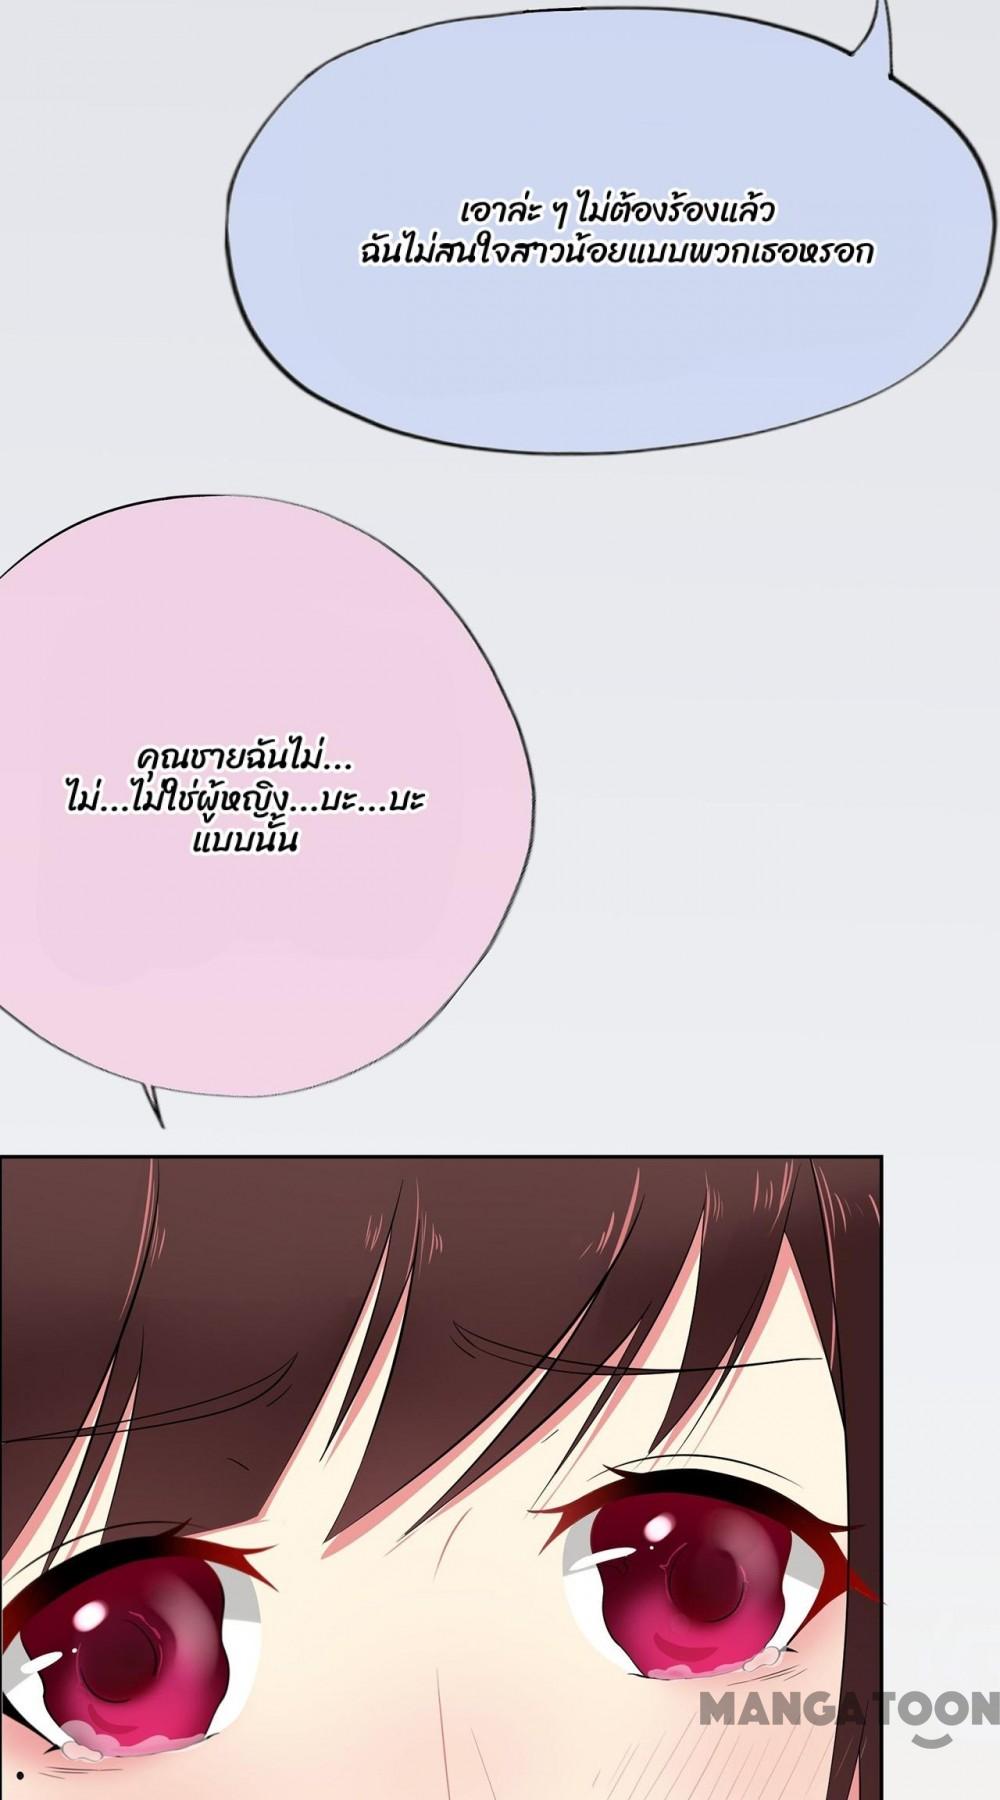 เอาล่ะ ๆ ไม่ต้องร้องแล้ว
ฉันไม่สนใจสาวน้อยแบบพวกเธอหรอก
คุณชายฉันไม่...
ไม่...ไม่ใช่ผู้หญิง...บะ...บะ
แบบนั้น
MANGATOON